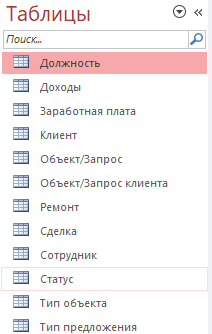 Таблицы
Поиск...
Должность
Доходы
Заработная плата
Клиент
Объект/Запрос
Объект/Запрос клиента
Ремонт
Сделка
Сотрудник
Статус
Тип объекта
Тип предложения